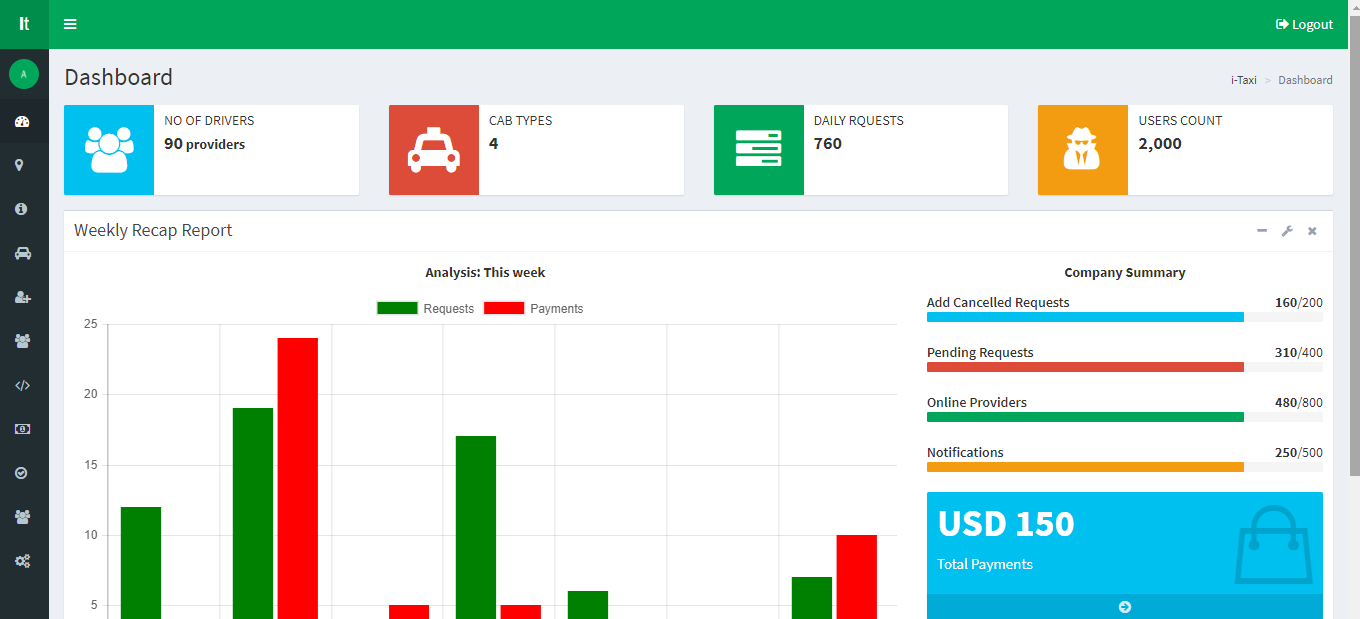 It
Logout
A
Dashboard
i-Taxi > Dashboard
NO OF DRIVERS
90 providers
CAB TYPES
4
DAILY RQUESTS
760
USERS COUNT
2,000
Weekly Recap Report
Analysis: This week
Requests Payments
25
20
15
10
5
Company Summary
Add Cancelled Requests 160/200
Pending Requests 310/400
Online Providers 480/800
Notifications 250/500
USD 150
Total Payments